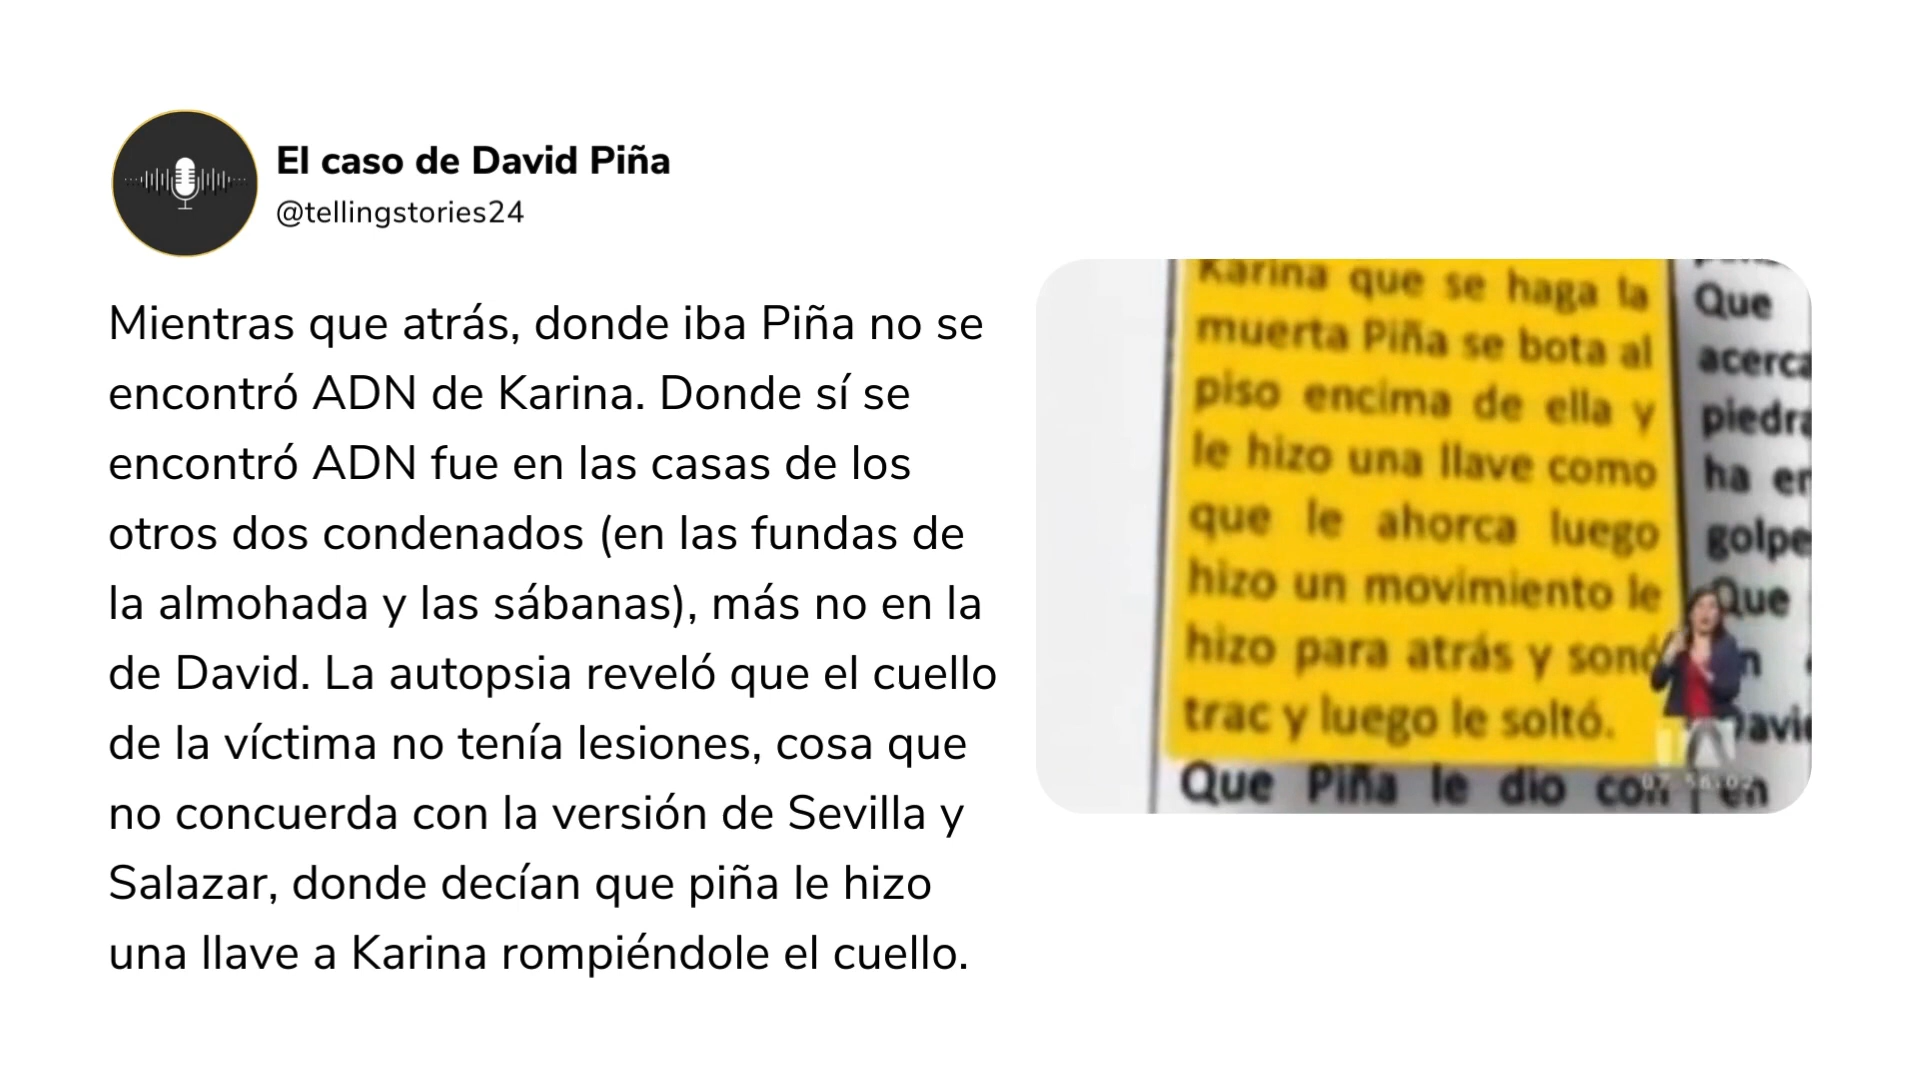 El caso de David Piña
@tellingstories24
Mientras que atrás, donde iba Piña no se
encontró ADN de Karina. Donde sí se
encontró ADN fue en las casas de los
otros dos condenados (en las fundas de
la almohada y las sábanas), más no en la
de David. La autopsia reveló que el cuello
de la víctima no tenía lesiones, cosa que
no concuerda con la versión de Sevilla y
Salazar, donde decían que piña le hizo
una llave a Karina rompiéndole el cuello.
Karina que se haga la
muerta Piña se bota al
piso encima de ella y
le hizo una llave como
que le ahorca luego
hizo un movimiento le
hizo para atrás y sonó
trac y luego le soltó.
Que Piña le dio con
Que
acerca
piedra
ha en
golpe
Que
en